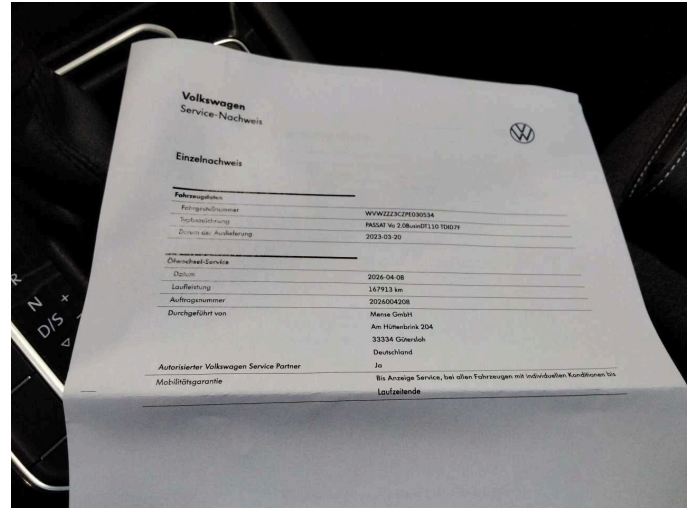 Volkswagen
Service-Nachweis
Einzelnachweis
Fahrzeugdaten
Fahrgestellnummer WVWZZZ3CZPE030534
Typbezeichnung PASSAT Va 2.0BusinDT110 TDID7F
Datum der Auslieferung 2023-03-20
Ölwechsel-Service
Datum 2026-04-08
Laufleistung 167913 km
Auftragsnummer 2026004208
Durchgeführt von Mense GmbH
Am Hüttenbrink 204
33334 Gütersloh
Deutschland
Autorisierter Volkswagen Service Partner Ja
Mobilitätsgarantie Bis Anzeige Service, bei allen Fahrzeugen mit individuellen Konditionen bis
Laufzeitende
R
N
D/S +